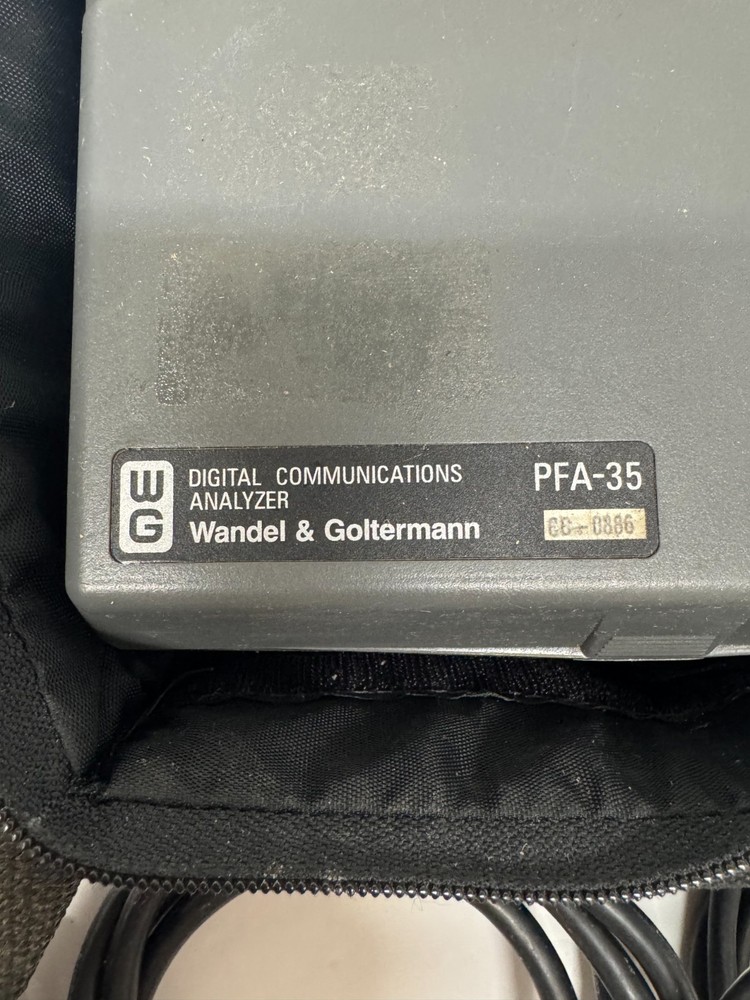 WG
DIGITAL COMMUNICATIONS
ANALYZER
Wandel & Goltermann
PFA-35